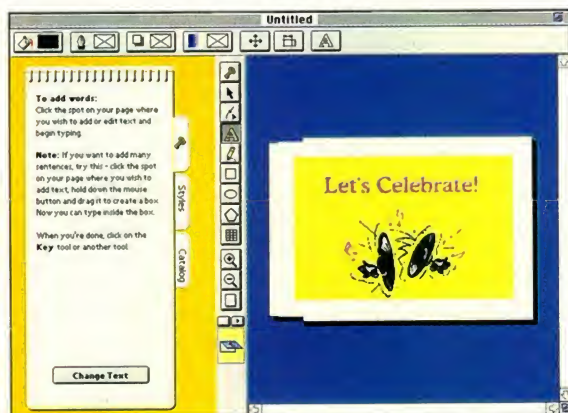 Untitled
To add words:
Click the spot on your page where
you wish to add or edit text and
begin typing.
Note: If you want to add many
sentences, try this - click the spot
on your page where you wish to
add text, hold down the mouse
button and drag it to create a box.
Now you can type inside the box.
When you're done, click on the
Key tool or another tool.
Change Text
Styles
Catalog
A
A
Let's Celebrate!